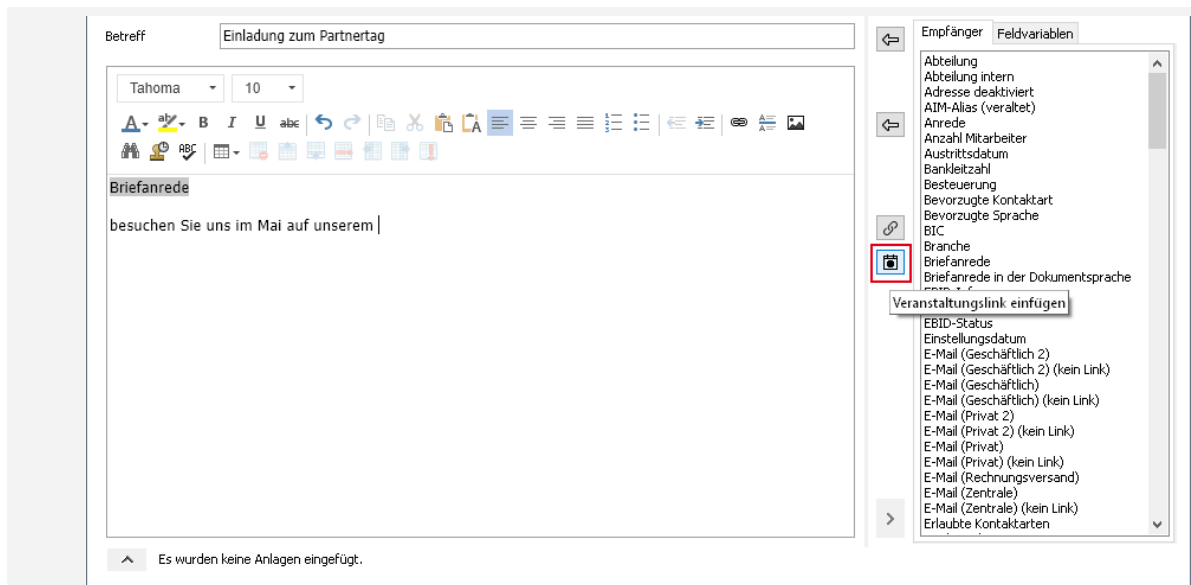 Betreff
Einladung zum Partnertag
Tahoma
10
A
ab
B I U abc
A
ABC
Briefanrede
besuchen Sie uns im Mai auf unserem
Es wurden keine Anlagen eingefügt.
Empfänger
Feldvariablen
Abteilung
Abteilung intern
Adresse deaktiviert
AIM-Alias (veraltet)
Anrede
Anzahl Mitarbeiter
Austrittsdatum
Bankleitzahl
Besteuerung
Bevorzugte Kontaktart
Bevorzugte Sprache
BIC
Branche
Briefanrede
Briefanrede in der Dokumentsprache
Veranstaltungslink einfügen
EBID-Status
Einstellungsdatum
E-Mail (Geschäftlich 2)
E-Mail (Geschäftlich 2) (kein Link)
E-Mail (Geschäftlich)
E-Mail (Geschäftlich) (kein Link)
E-Mail (Privat 2)
E-Mail (Privat 2) (kein Link)
E-Mail (Privat)
E-Mail (Privat) (kein Link)
E-Mail (Rechnungsversand)
E-Mail (Zentrale)
E-Mail (Zentrale) (kein Link)
Erlaubte Kontaktarten